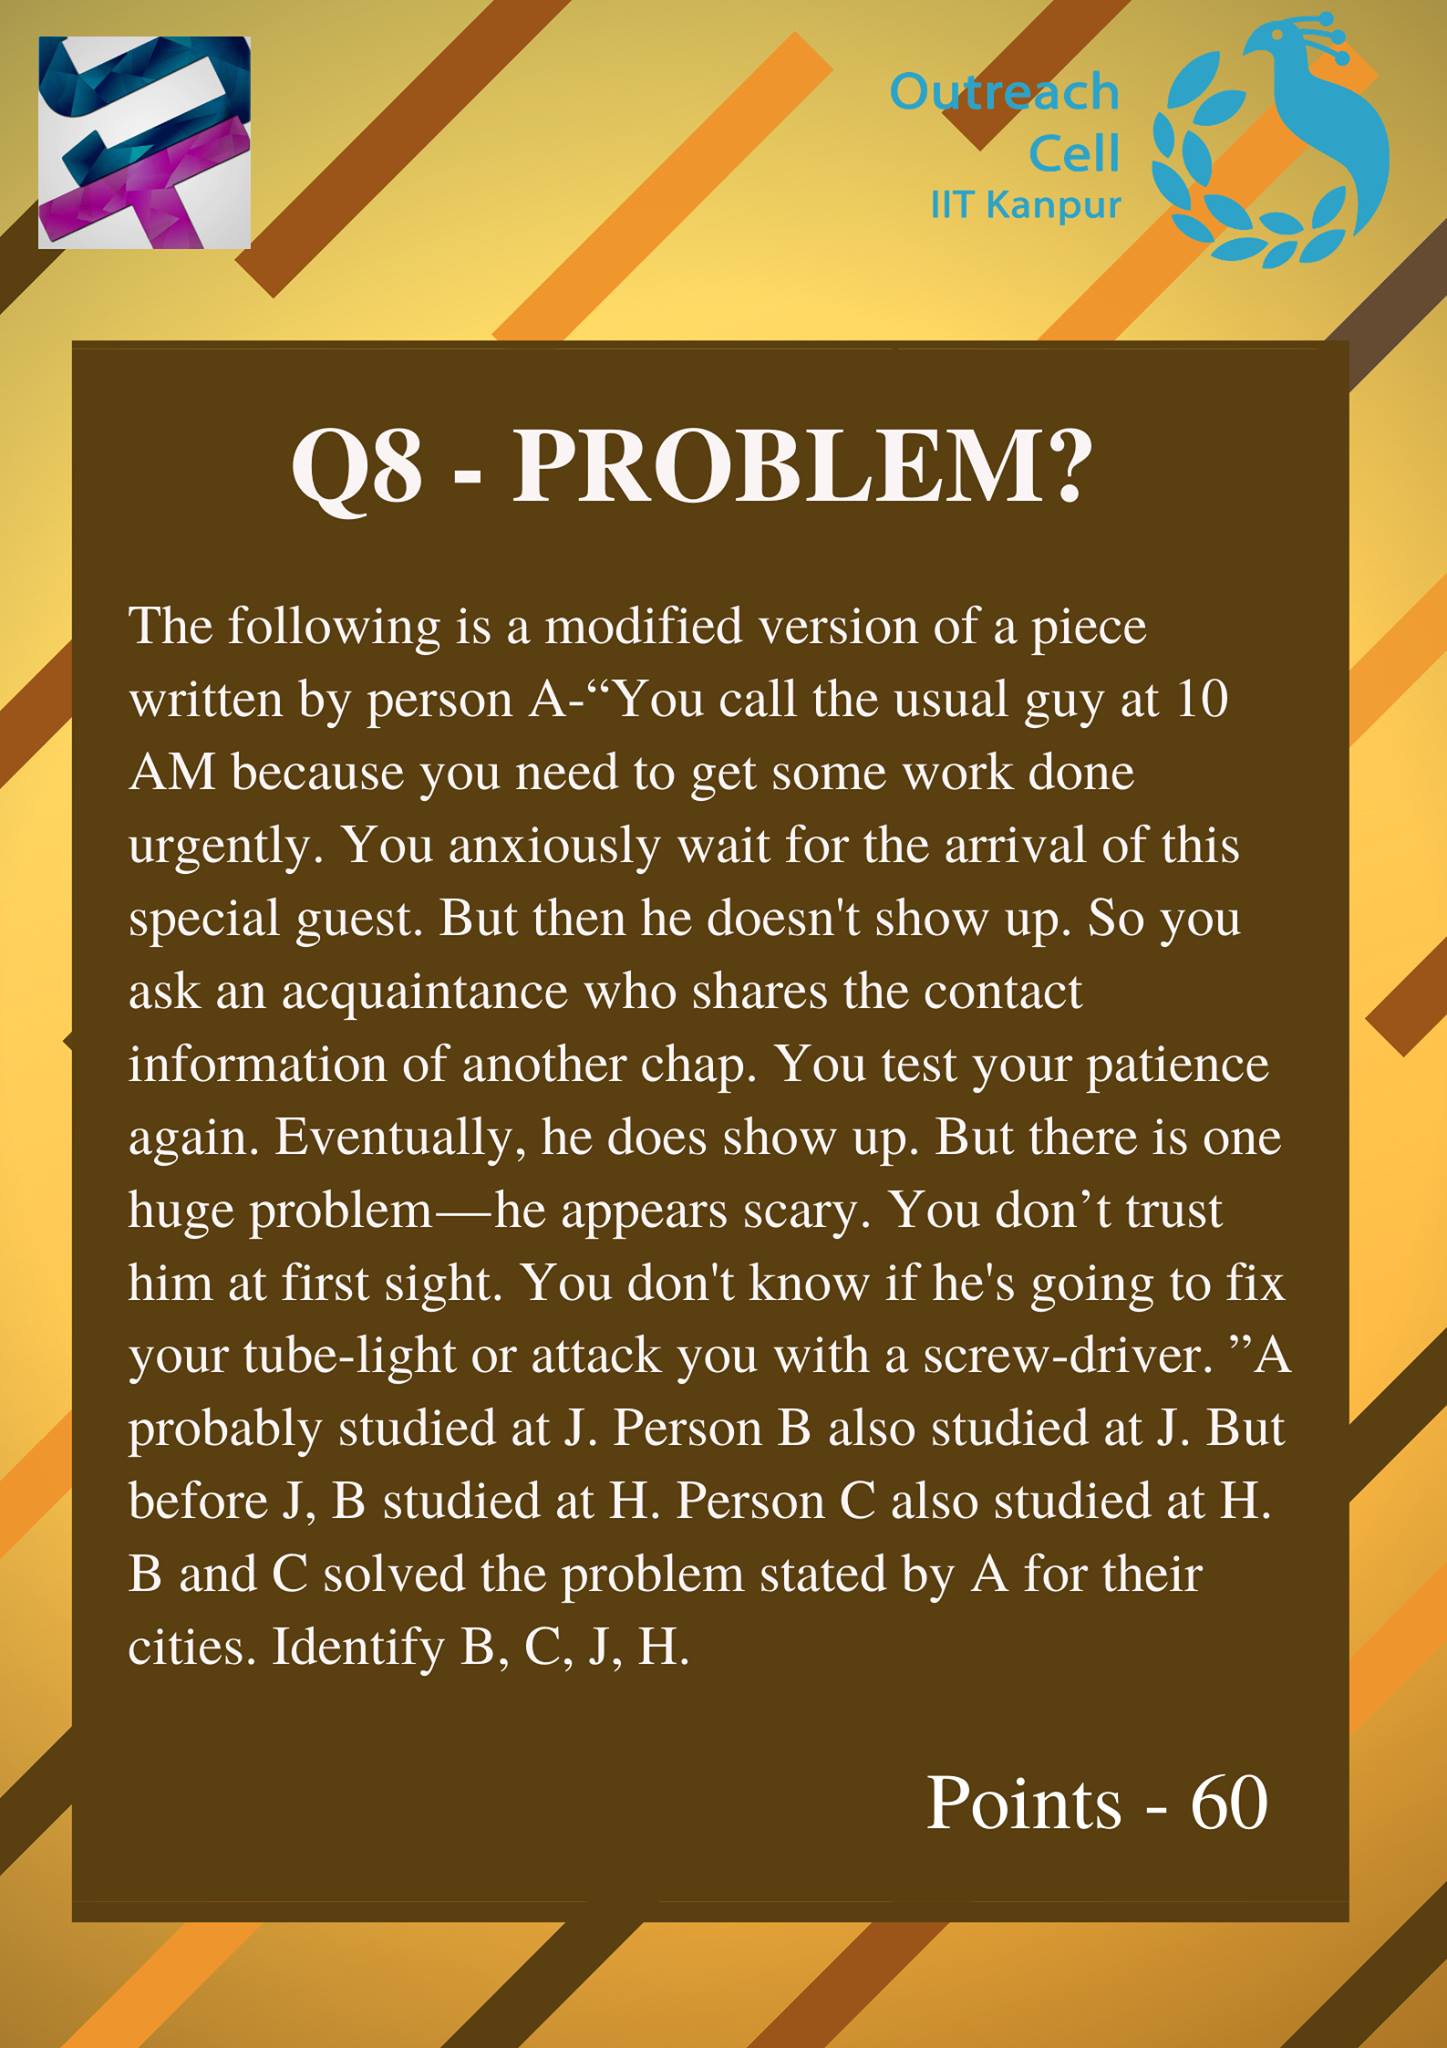 Outreach
Cell
IIT Kanpur
Q8 - PROBLEM?
The following is a modified version of a piece
written by person A-“You call the usual guy at 10
AM because you need to get some work done
urgently. You anxiously wait for the arrival of this
special guest. But then he doesn't show up. So you
ask an acquaintance who shares the contact
information of another chap. You test your patience
again. Eventually, he does show up. But there is one
huge problem—he appears scary. You don’t trust
him at first sight. You don't know if he's going to fix
your tube-light or attack you with a screw-driver. ”A
probably studied at J. Person B also studied at J. But
before J, B studied at H. Person C also studied at H.
B and C solved the problem stated by A for their
cities. Identify B, C, J, H.
Points - 60